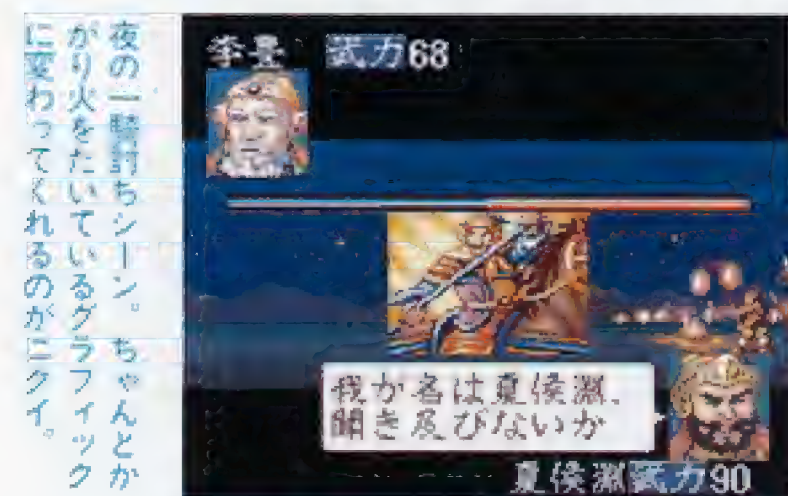 夜の一騎討ちシーン。ちゃんとか
がり火をたいているグラフィック
に変わってくれるのがニクイ。
武力68
我が名は夏侯淵、
聞き及びないか
夏侯淵武力90